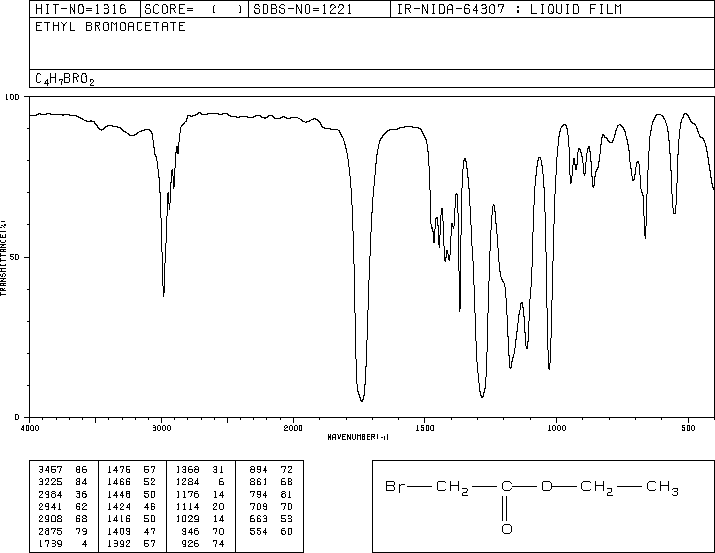 HIT-NO=1316 SCORE= ( ) SDBS-NO=1221 IR-NIDA-64307 : LIQUID FILM
ETHYL BROMOACETATE
C4H7BRO2
100
50
0
TRANSMITTANCE(%)
4000 3000 2000 1500 1000 500
WAVENUMBER(-1)
3467 86 1476 57 1368 31 894 72
3225 84 1466 52 1284 6 861 68
2984 36 1448 50 1176 14 794 81
2941 62 1424 46 1114 20 709 70
2908 68 1416 50 1029 14 663 53
2875 79 1409 47 946 70 554 60
1739 4 1392 57 926 74
Br CH2 C O CH2 CH3
O